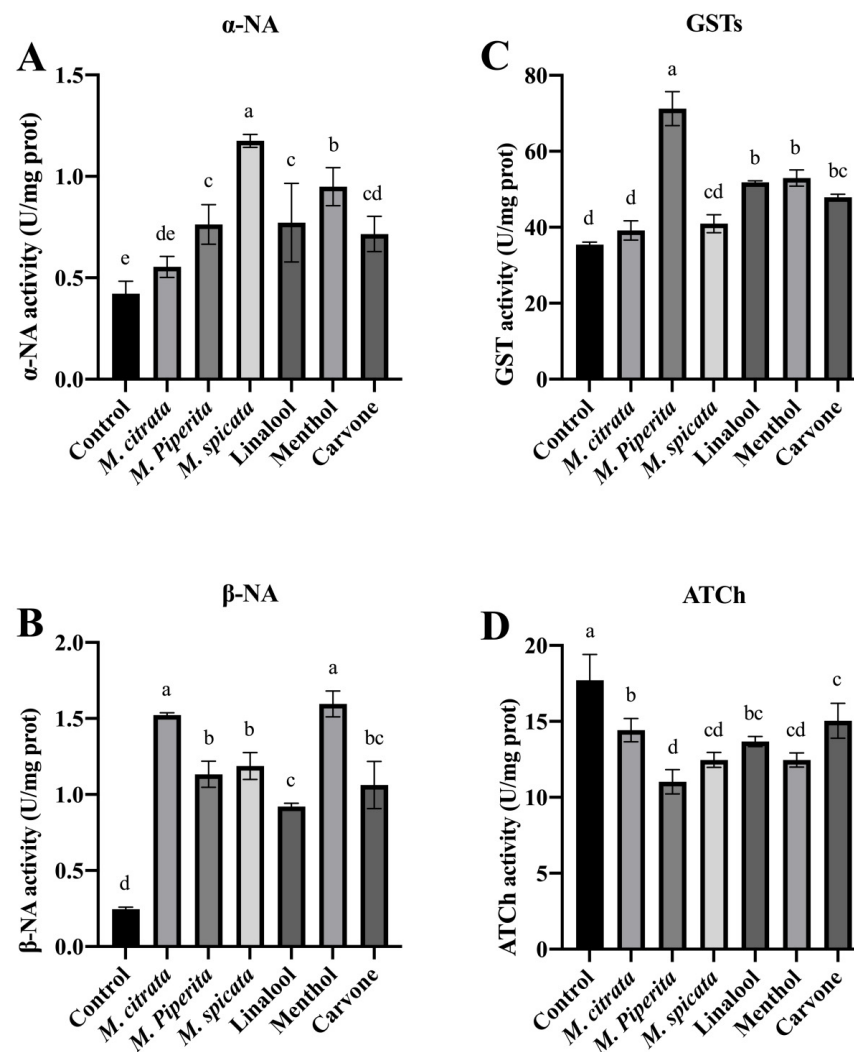 A
α-NA
α-NA activity (U/mg prot)
1.5
1.0
0.5
0.0
e
de
c
a
c
b
cd
Control
M. citrata
M. Piperita
M. spicata
Linalool
Menthol
Carvone
C
GSTs
GST activity (U/mg prot)
80
60
40
20
0
d
d
a
cd
b
b
bc
Control
M. citrata
M. Piperita
M. spicata
Linalool
Menthol
Carvone
B
β-NA
β-NA activity (U/mg prot)
2.0
1.5
1.0
0.5
0.0
d
a
b
b
c
a
bc
Control
M. citrata
M. Piperita
M. spicata
Linalool
Menthol
Carvone
D
ATCh
ATCh activity (U/mg prot)
20
15
10
5
0
a
b
d
cd
bc
cd
c
Control
M. citrata
M. Piperita
M. spicata
Linalool
Menthol
Carvone